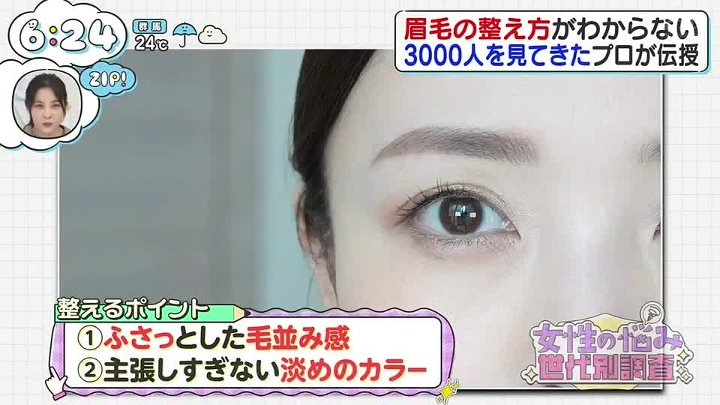 6:24
群馬
24℃
ZIP!
眉毛の整え方がわからない
3000人を見てきたプロが伝授
整えるポイント
①ふさっとした毛並み感
②主張しすぎない淡めのカラー
女性の悩み
世代別調査